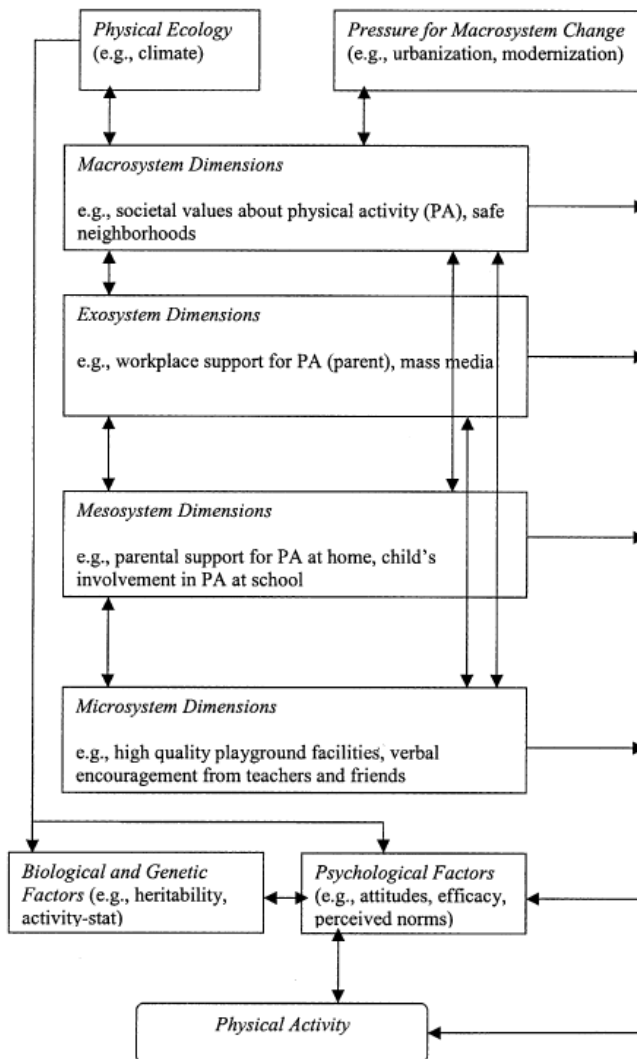 Physical Ecology
(e.g., climate)
Pressure for Macrosystem Change
(e.g., urbanization, modernization)
Macrosystem Dimensions
e.g., societal values about physical activity (PA), safe
neighborhoods
Exosystem Dimensions
e.g., workplace support for PA (parent), mass media
Mesosystem Dimensions
e.g., parental support for PA at home, child's
involvement in PA at school
Microsystem Dimensions
e.g., high quality playground facilities, verbal
encouragement from teachers and friends
Biological and Genetic
Factors (e.g., heritability,
activity-stat)
Psychological Factors
(e.g., attitudes, efficacy,
perceived norms)
Physical Activity